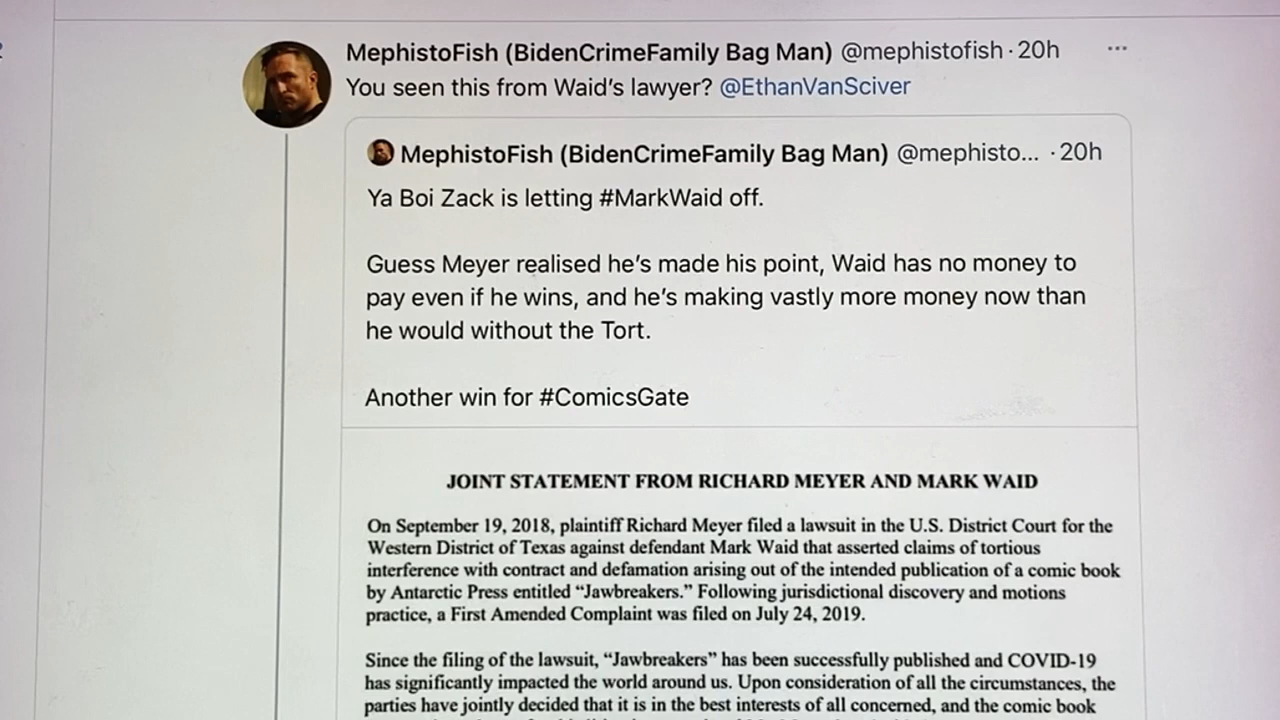 MephistoFish (BidenCrimeFamily Bag Man) @mephistofish · 20h
You seen this from Waid's lawyer? @EthanVanSciver
MephistoFish (BidenCrimeFamily Bag Man) @mephisto... · 20h
Ya Boi Zack is letting #MarkWaid off.
Guess Meyer realised he's made his point, Waid has no money to
pay even if he wins, and he's making vastly more money now than
he would without the Tort.
Another win for #ComicsGate
JOINT STATEMENT FROM RICHARD MEYER AND MARK WAID
On September 19, 2018, plaintiff Richard Meyer filed a lawsuit in the U.S. District Court for the
Western District of Texas against defendant Mark Waid that asserted claims of tortious
interference with contract and defamation arising out of the intended publication of a comic book
by Antarctic Press entitled “Jawbreakers.” Following jurisdictional discovery and motions
practice, a First Amended Complaint was filed on July 24, 2019.
Since the filing of the lawsuit, “Jawbreakers” has been successfully published and COVID-19
has significantly impacted the world around us. Upon consideration of all the circumstances, the
parties have jointly decided that it is in the best interests of all concerned, and the comic book